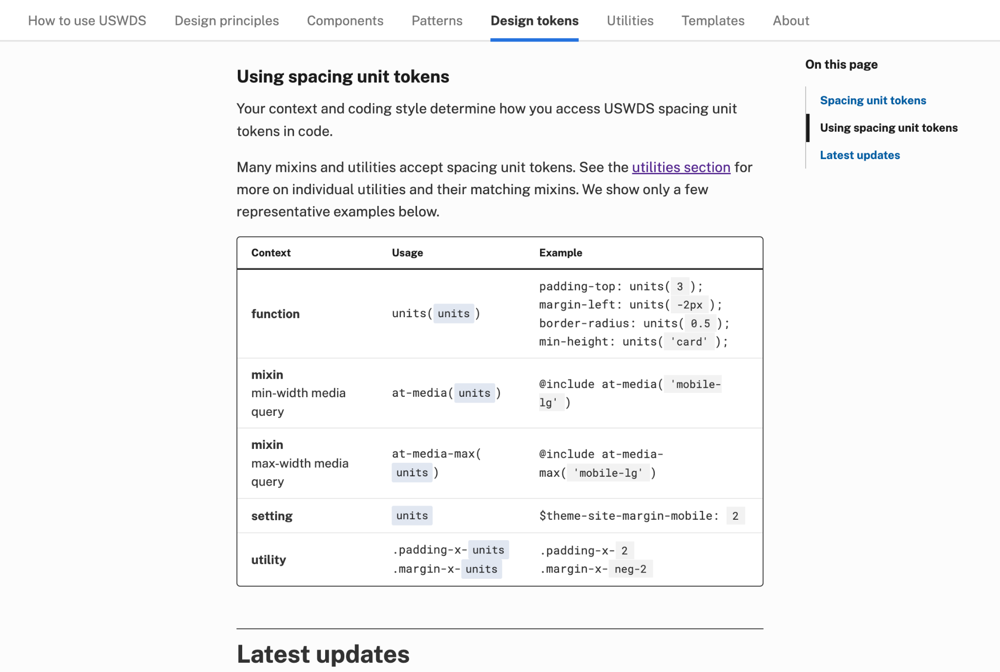 How to use USWDS Design principles Components Patterns Design tokens Utilities Templates About
Using spacing unit tokens
Your context and coding style determine how you access USWDS spacing unit
tokens in code.
Many mixins and utilities accept spacing unit tokens. See the utilities section for
more on individual utilities and their matching mixins. We show only a few
representative examples below.
Context Usage Example
function
units( units )
padding-top: units( 3 );
margin-left: units( -2px );
border-radius: units( 0.5 );
min-height: units( 'card' );
mixin
min-width media
query
at-media( units )
@include at-media( 'mobile-
lg' )
mixin
max-width media
query
at-media-max(
units )
@include at-media-
max( 'mobile-lg' )
setting
units
$theme-site-margin-mobile: 2
utility
.padding-x- units
.margin-x- units
.padding-x- 2
.margin-x- neg-2
Latest updates
On this page
Spacing unit tokens
Using spacing unit tokens
Latest updates